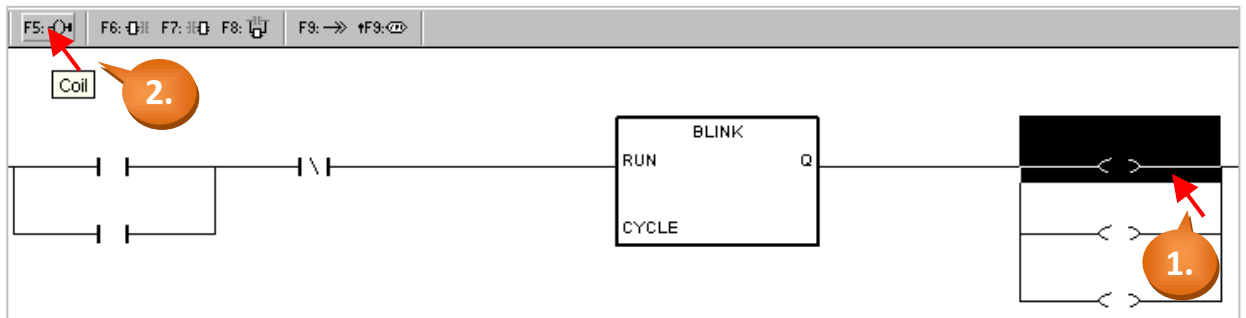 F5: F6: F7: F8: F9: F9:
Coil
2.
BLINK
RUN Q
CYCLE
1.